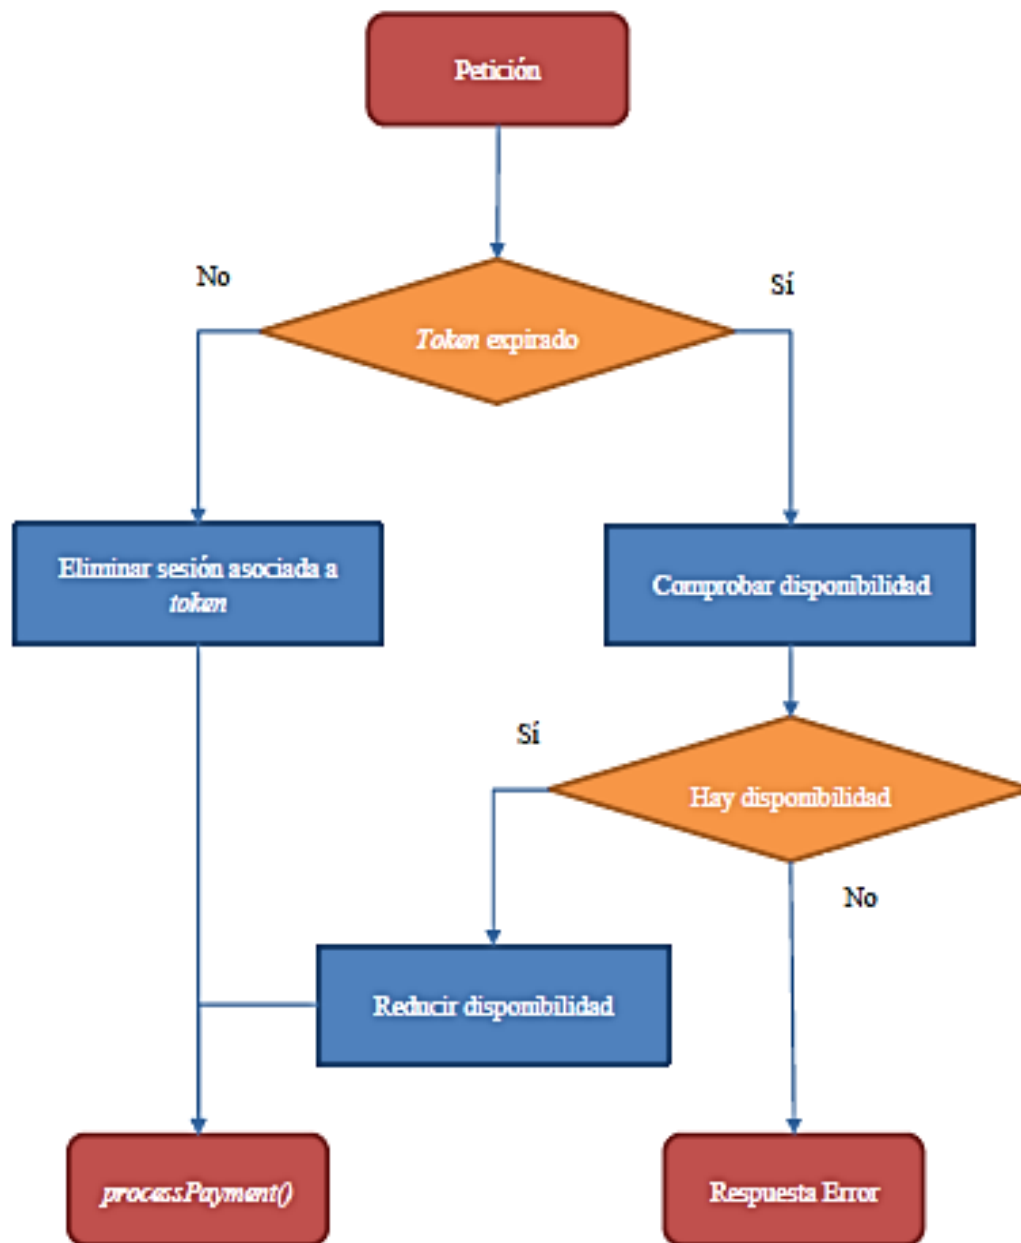 Petición
No
Sí
Token expirado
Eliminar sesión asociada a
token
Comprobar disponibilidad
Sí
Hay disponibilidad
No
Reducir disponibilidad
processPayment()
Respuesta Error